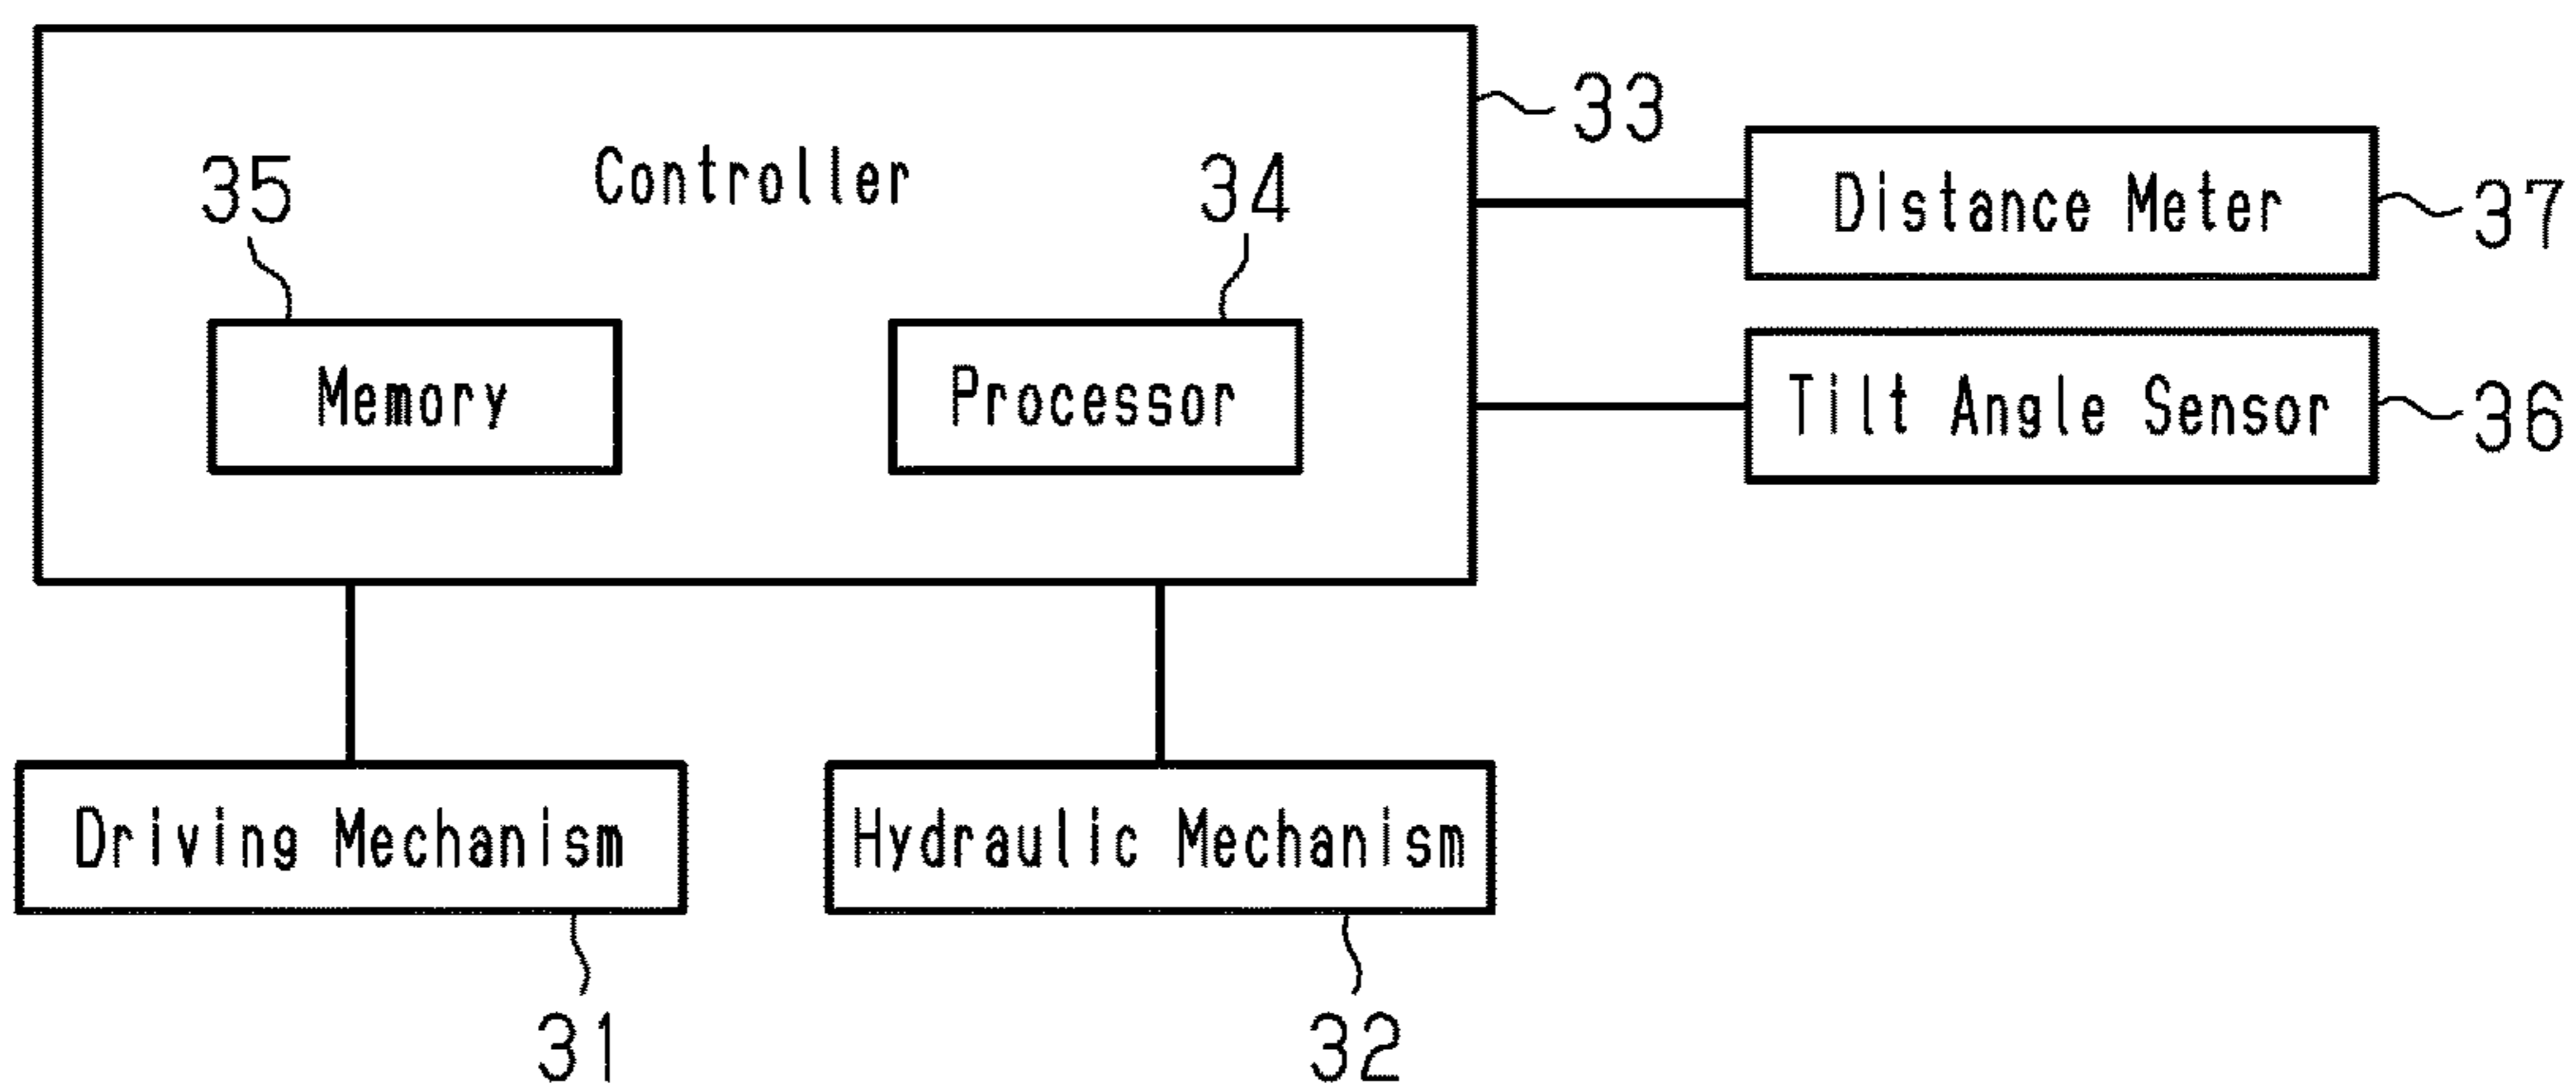 33
Controller
35
34
Distance Meter
37
Memory
Processor
Tilt Angle Sensor
36
Driving Mechanism
Hydraulic Mechanism
31
32